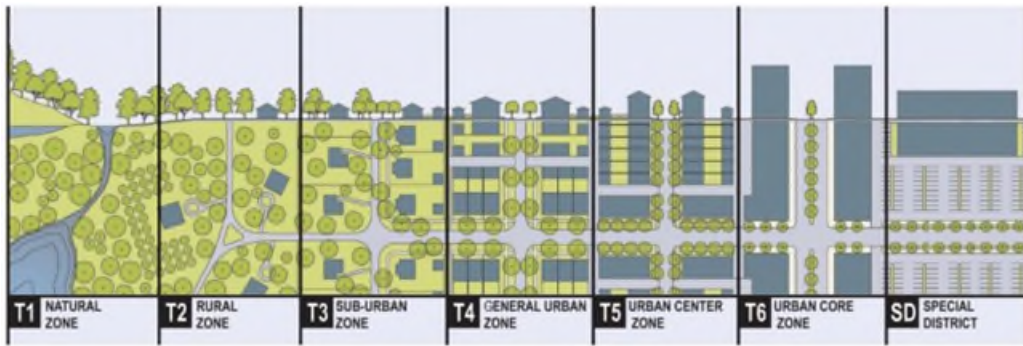 T1 NATURAL
ZONE
T2 RURAL
ZONE
T3 SUB-URBAN
ZONE
T4 GENERAL URBAN
ZONE
T5 URBAN CENTER
ZONE
T6 URBAN CORE
ZONE
SD SPECIAL
DISTRICT